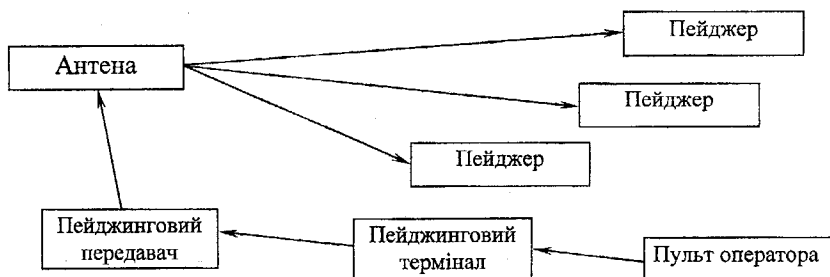 Пейджер
Антена
Пейджер
Пейджер
Пейджинговий
передавач
Пейджинговий
термінал
Пульт оператора